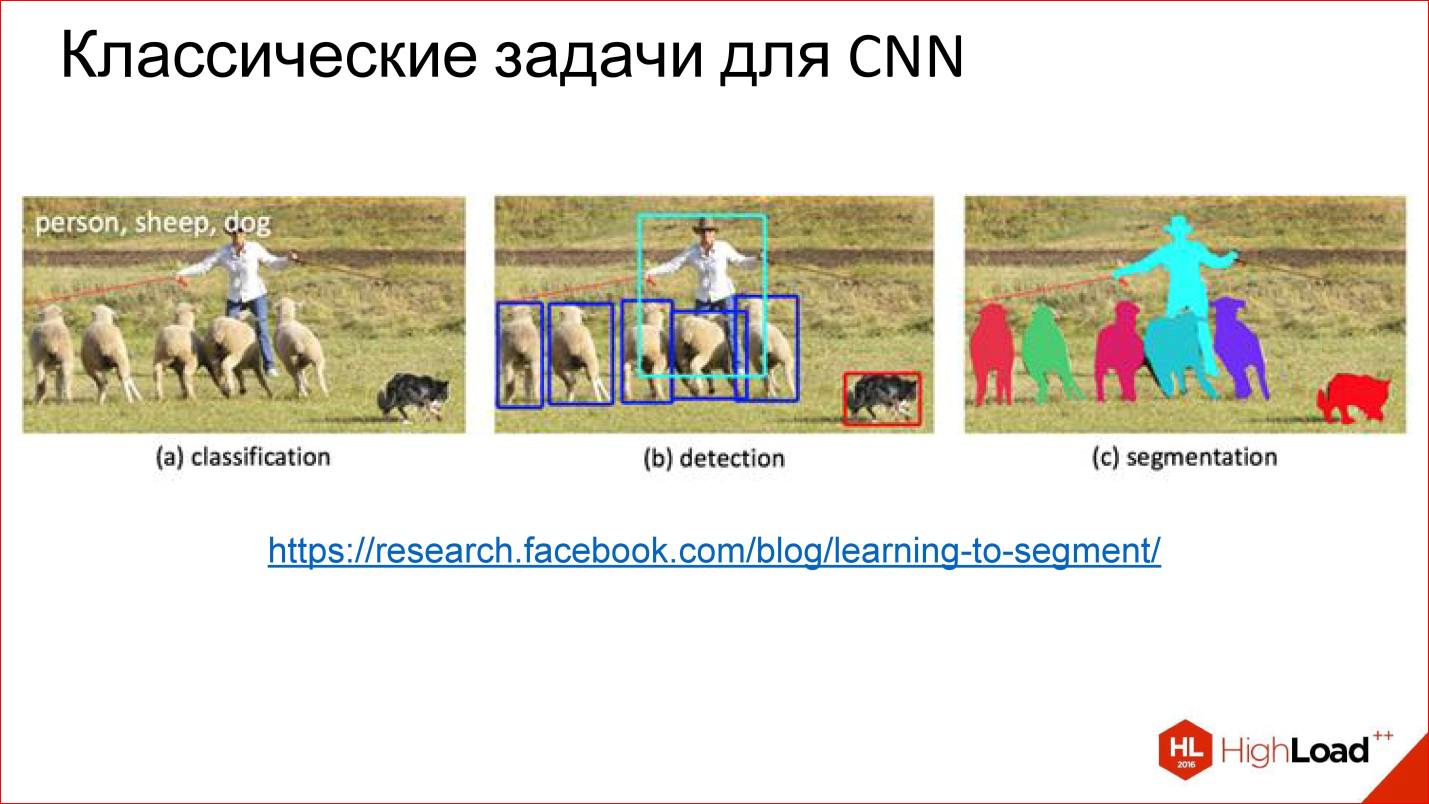 Классические задачи для CNN
person, sheep, dog
(a) classification
(b) detection
(c) segmentation
https://research.facebook.com/blog/learning-to-segment/
HL
2016
HighLoad++